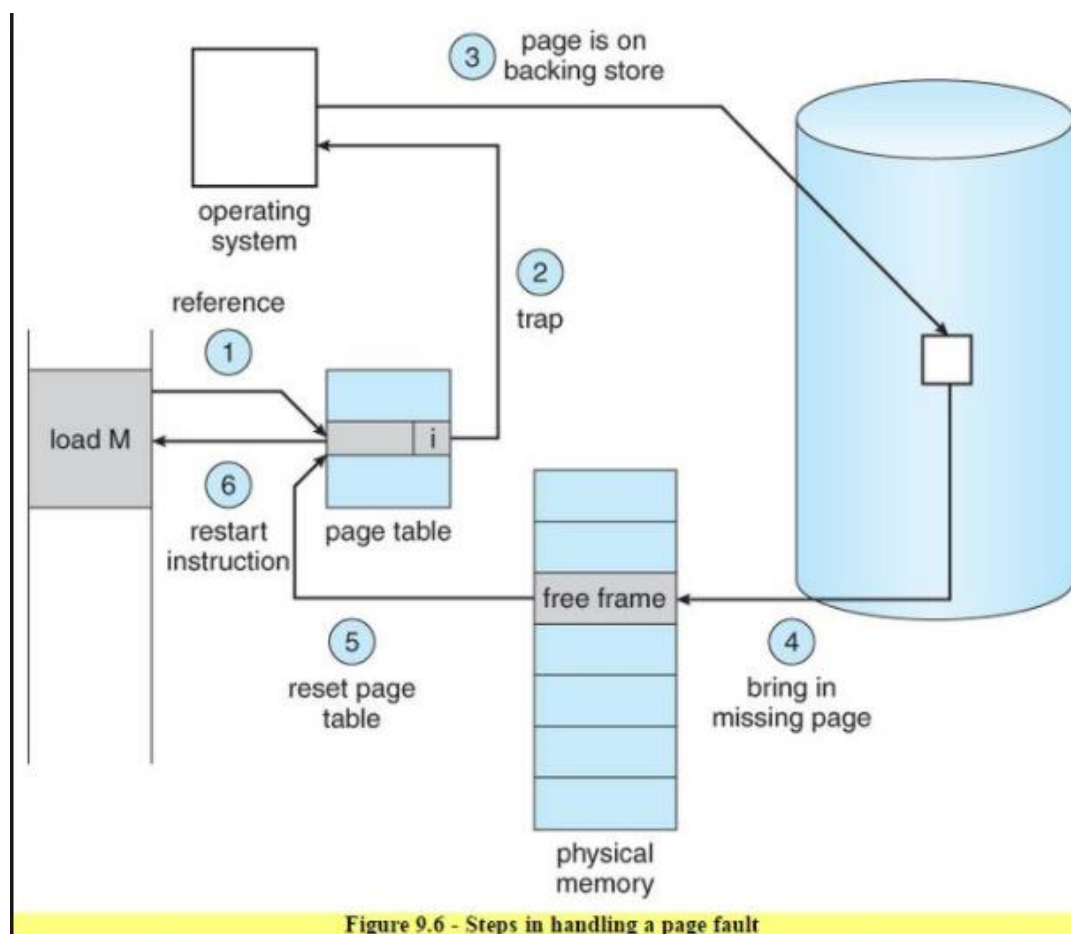 3
page is on
backing store
operating
system
2
trap
reference
1
load M
i
6
restart
instruction
page table
free frame
5
reset page
table
4
bring in
missing page
physical
memory
Figure 9.6 - Steps in handling a page fault